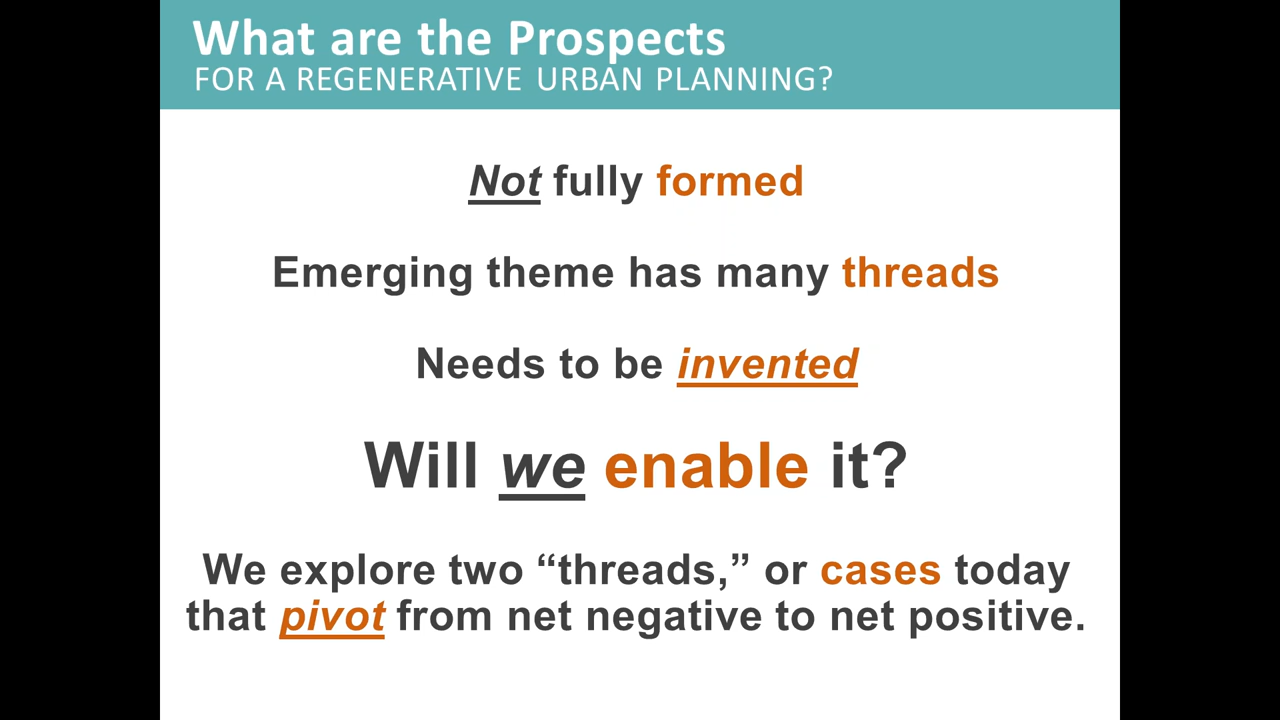 What are the Prospects
FOR A REGENERATIVE URBAN PLANNING?
Not fully formed
Emerging theme has many threads
Needs to be invented
Will we enable it?
We explore two “threads,” or cases today
that pivot from net negative to net positive.